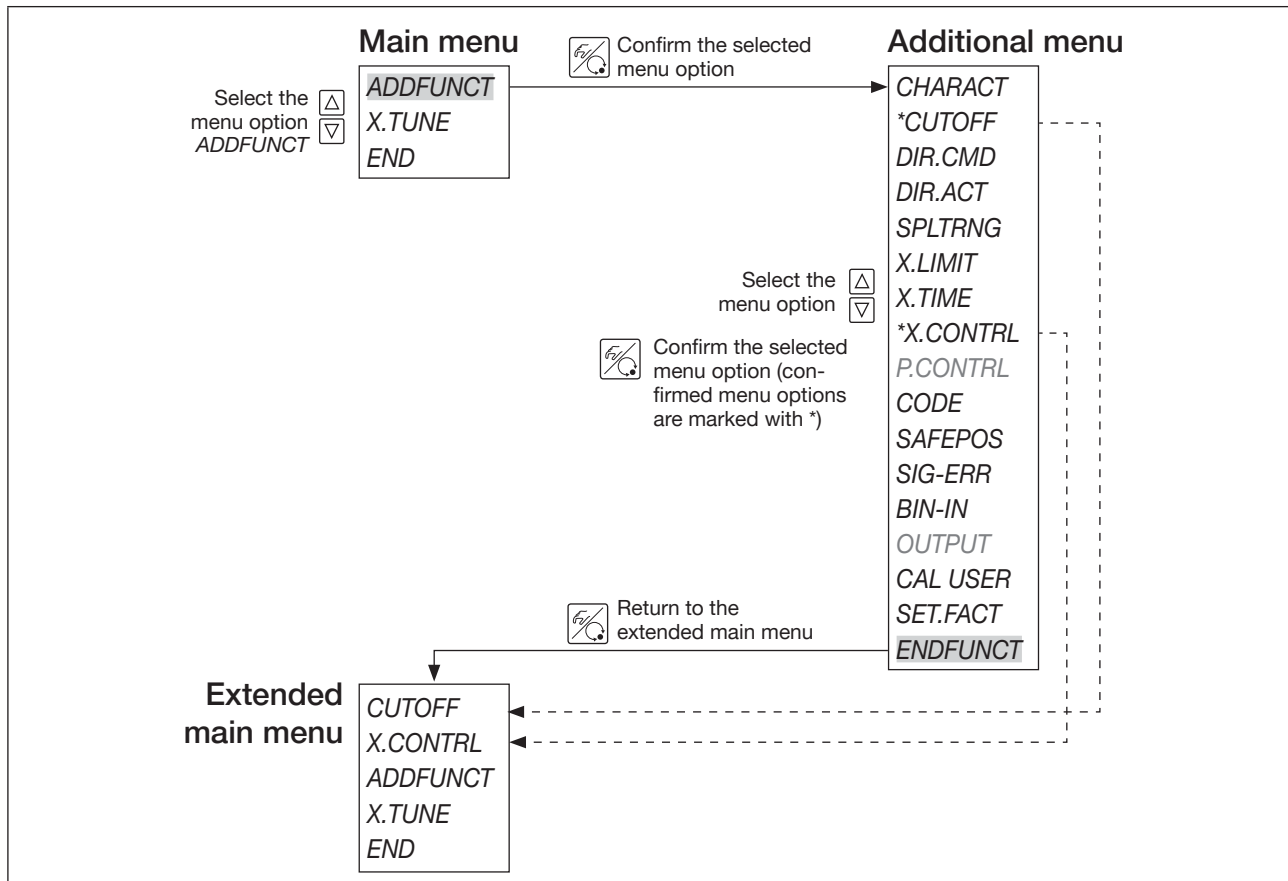 Main menu
Select the
menu option
ADDFUNCT
ADDFUNCT
X.TUNE
END
Confirm the selected
menu option
Additional menu
CHARACT
*CUTOFF
DIR.CMD
DIR.ACT
SPLTRNG
X.LIMIT
X.TIME
*X.CONTRL
P.CONTRL
CODE
SAFEPOS
SIG-ERR
BIN-IN
OUTPUT
CAL USER
SET.FACT
ENDFUNCT
Select the
menu option
Confirm the selected
menu option (con-
firmed menu options
are marked with *)
Return to the
extended main menu
Extended
main menu
CUTOFF
X.CONTRL
ADDFUNCT
X.TUNE
END